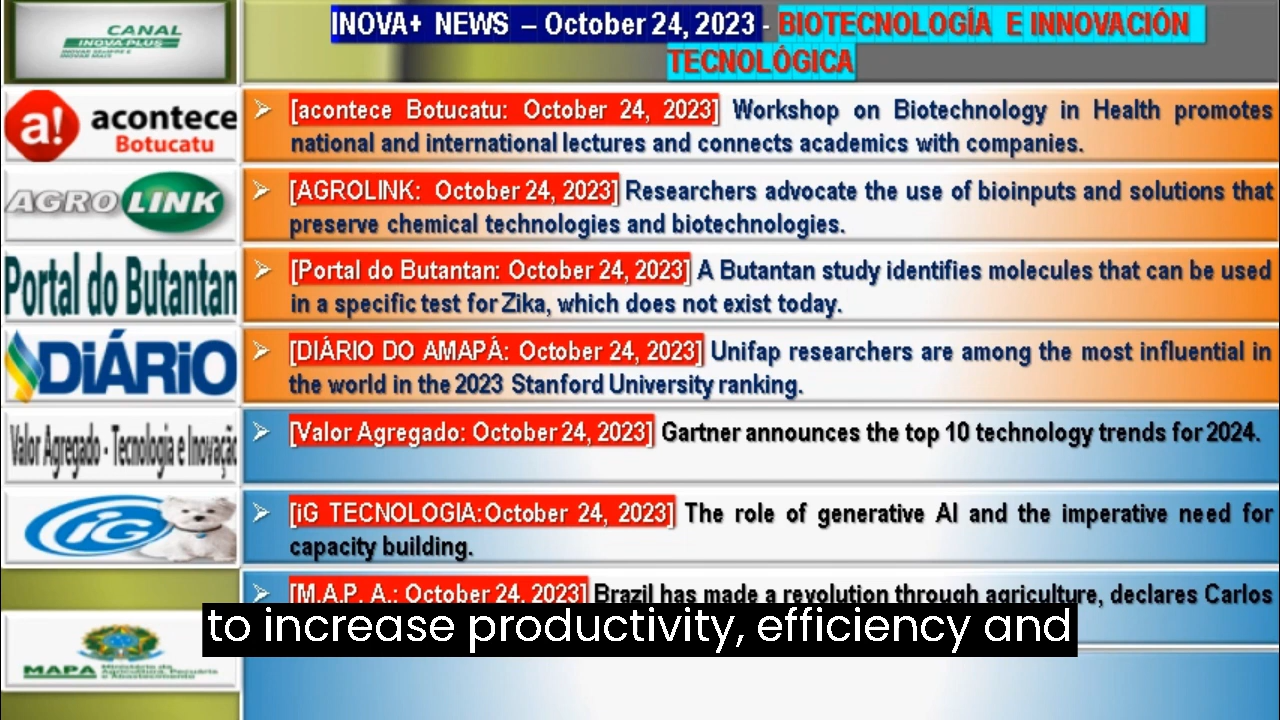 CANAL
INOVA PLUS
INOVA+ NEWS – October 24, 2023 - BIOTECNOLOGÍA E INNOVACIÓN
TECNOLÓGICA
a! acontece
Botucatu
➢ [acontece Botucatu: October 24, 2023] Workshop on Biotechnology in Health promotes
national and international lectures and connects academics with companies.
AGROLINK
➢ [AGROLINK: October 24, 2023] Researchers advocate the use of bioinputs and solutions that
preserve chemical technologies and biotechnologies.
Portal do Butantan
➢ [Portal do Butantan: October 24, 2023] A Butantan study identifies molecules that can be used
in a specific test for Zika, which does not exist today.
DiÁRiO
➢ [DIÁRIO DO AMAPÁ: October 24, 2023] Unifap researchers are among the most influential in
the world in the 2023 Stanford University ranking.
Valor Agregado - Tecnologia e Inovação
➢ [Valor Agregado: October 24, 2023] Gartner announces the top 10 technology trends for 2024.
iG
➢ [iG TECNOLOGIA:October 24, 2023] The role of generative AI and the imperative need for
capacity building.
➢ [M.A.P. A.: October 24, 2023] Brazil has made a revolution through agriculture, declares Carlos
to increase productivity, efficiency and
MAPA Ministério da
Agricultura, Pecuária
e Abastecimento